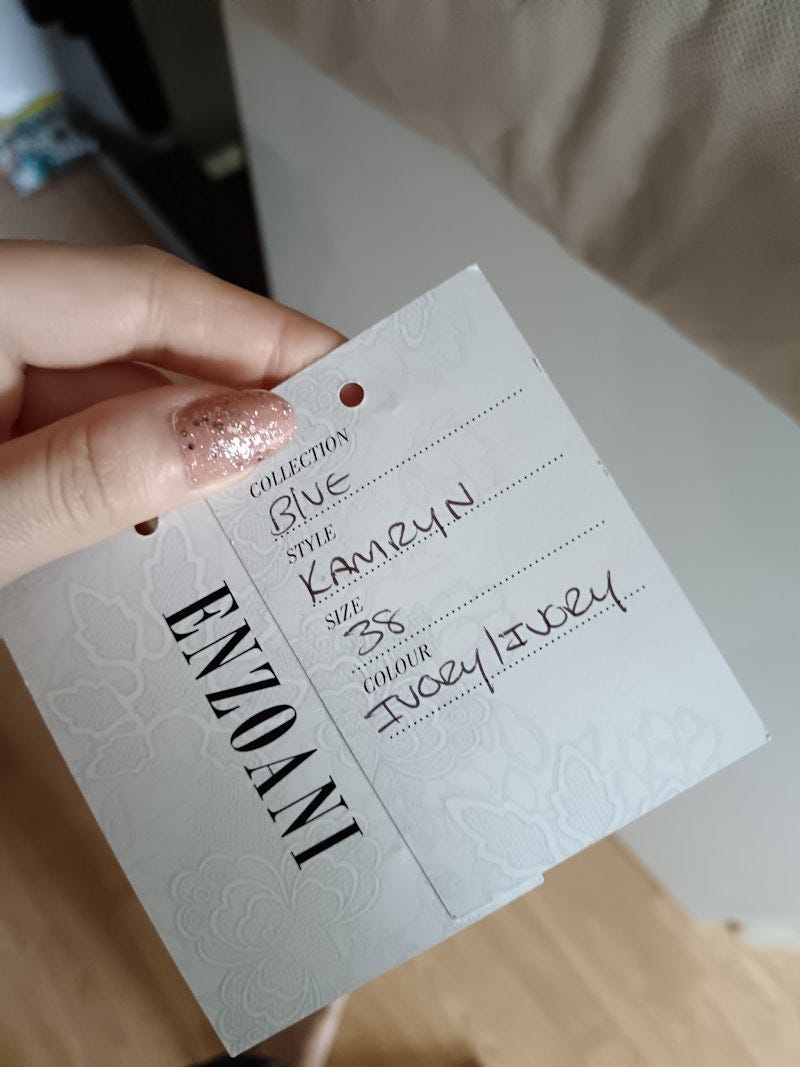 COLLECTION
BlUE
STYLE
KAMRYN
SIZE
38
COLOUR
IVORY/IVORY
ENZOANI